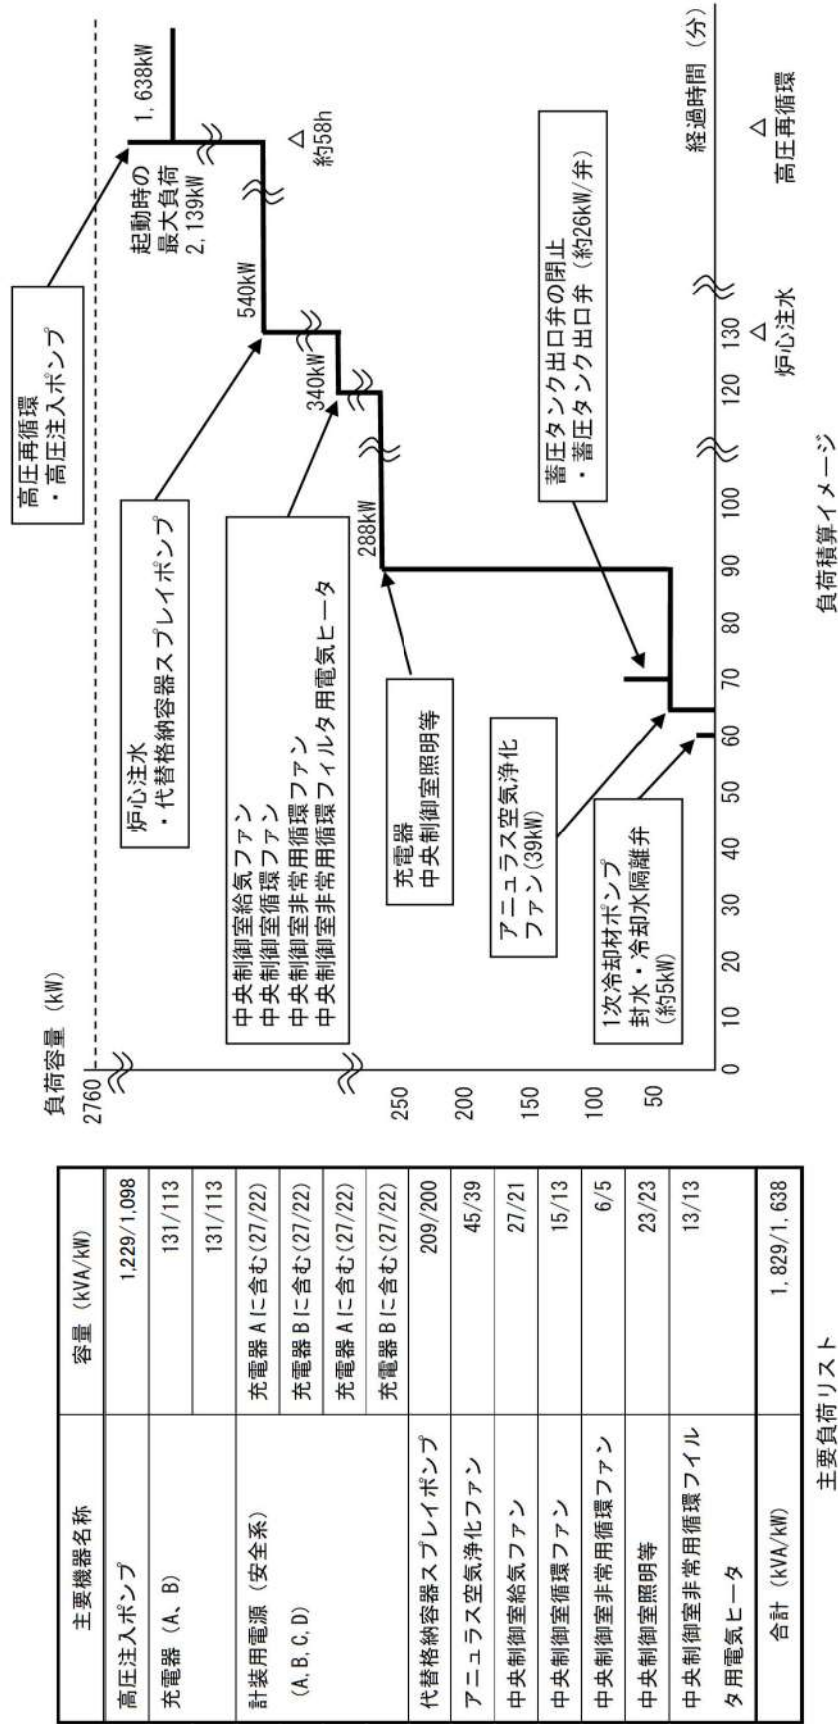 主要機器名称 容量 (kVA/kW)
高圧注入ポンプ 1,229/1,098
充電器 (A、B) 131/113
131/113
計装用電源 (安全系) 充電器Aに含む(27/22)
(A,B,C,D) 充電器Bに含む(27/22)
充電器Aに含む(27/22)
充電器Bに含む(27/22)
代替格納容器スプレイポンプ 209/200
アニュラス空気浄化ファン 45/39
中央制御室給気ファン 27/21
中央制御室循環ファン 15/13
中央制御室非常用循環ファン 6/5
中央制御室照明等 23/23
中央制御室非常用循環フィル 13/13
タ用電気ヒータ
合計 (kVA/kW) 1,829/1,638
主要負荷リスト
負荷容量 (kW)
2760
250
200
150
100
50
高圧再循環
・高圧注入ポンプ
起動時の
最大負荷
2,139kW
1,638kW
炉心注水
・代替格納容器スプレイポンプ
540kW
約58h
中央制御室給気ファン
中央制御室循環ファン
中央制御室非常用循環ファン
中央制御室非常用循環フィルタ用電気ヒータ
340kW
充電器
中央制御室照明等
288kW
アニュラス空気浄化
ファン(39kW)
1次冷却材ポンプ
封水・冷却水隔離弁
(約5kW)
蓄圧タンク出口弁の閉止
・蓄圧タンク出口弁 (約26kW/弁)
経過時間 (分)
0 10 20 30 40 50 60 70 80 90 100 120 130
炉心注水
高圧再循環
負荷積算イメージ